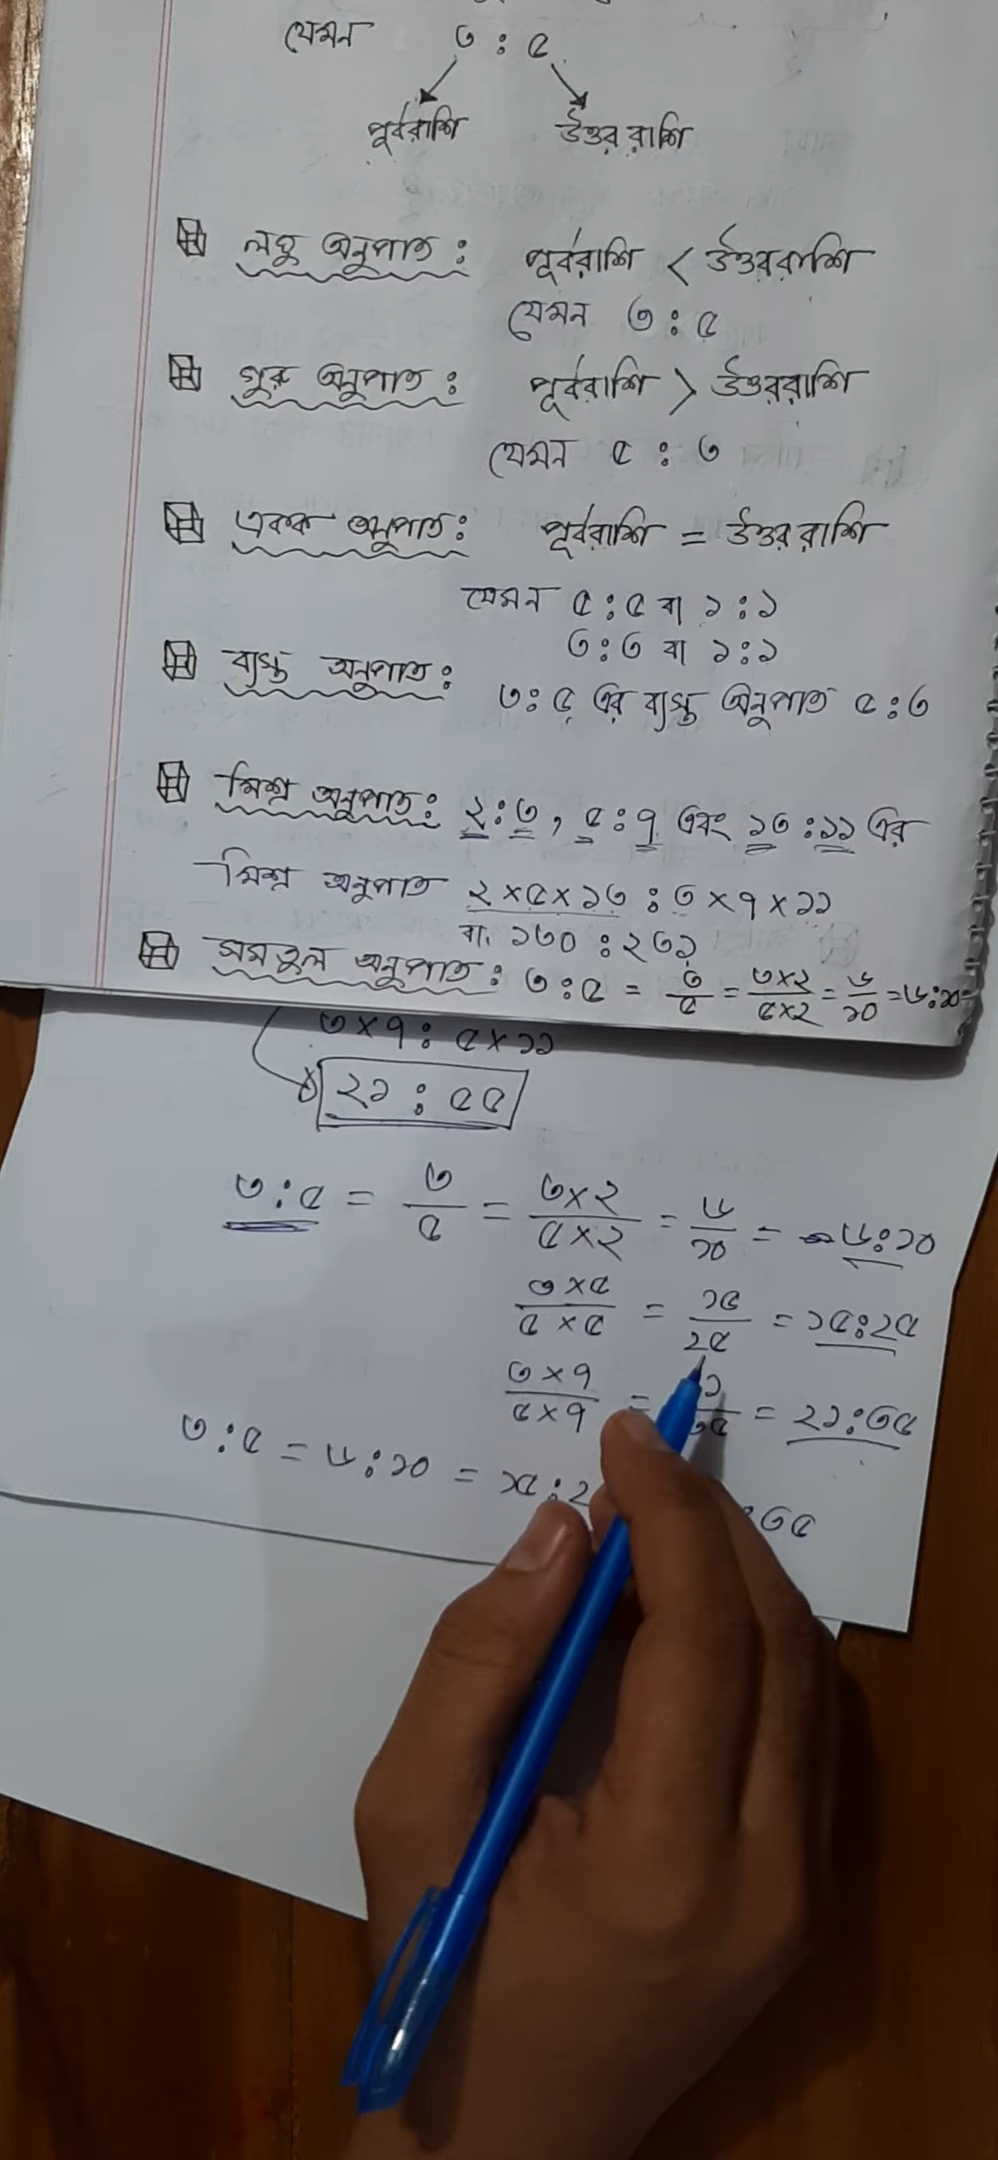 যেমন ৩ : ৫
পূর্বরাশি উত্তর রাশি
লঘু অনুপাত : পূর্বরাশি < উত্তররাশি
যেমন ৩ : ৫
গুরু অনুপাত : পূর্বরাশি > উত্তররাশি
যেমন ৫ : ৩
একক অনুপাত : পূর্বরাশি = উত্তর রাশি
যেমন ৫ : ৫ বা ১ : ১
৩ : ৩ বা ১ : ১
ব্যস্ত অনুপাত :
৩ : ৫ এর ব্যস্ত অনুপাত ৫ : ৩
মিশ্র অনুপাত : ২ : ৩ , ৫ : ৭ এবং ১৩ : ১১ এর
মিশ্র অনুপাত ২ × ৫ × ১৩ : ৩ × ৭ × ১১
বা, ১৩০ : ২৩১
সমতুল অনুপাত : ৩ : ৫ = ৩/৫ = ৩×২/৫×২ = ৬/১০ = ৬:১০
৩ × ৭ : ৫ × ১১
২১ : ৫৫
৩ : ৫ = ৩/৫ = ৩×২/৫×২ = ৬/১০ = ৬:১০
৩×৫/৫×৫ = ১৫/২৫ = ১৫:২৫
৩×৭/৫×৭ = = ২১:৩৫
৩ : ৫ = ৬ : ১০ = ১৫ : ২
৩৫